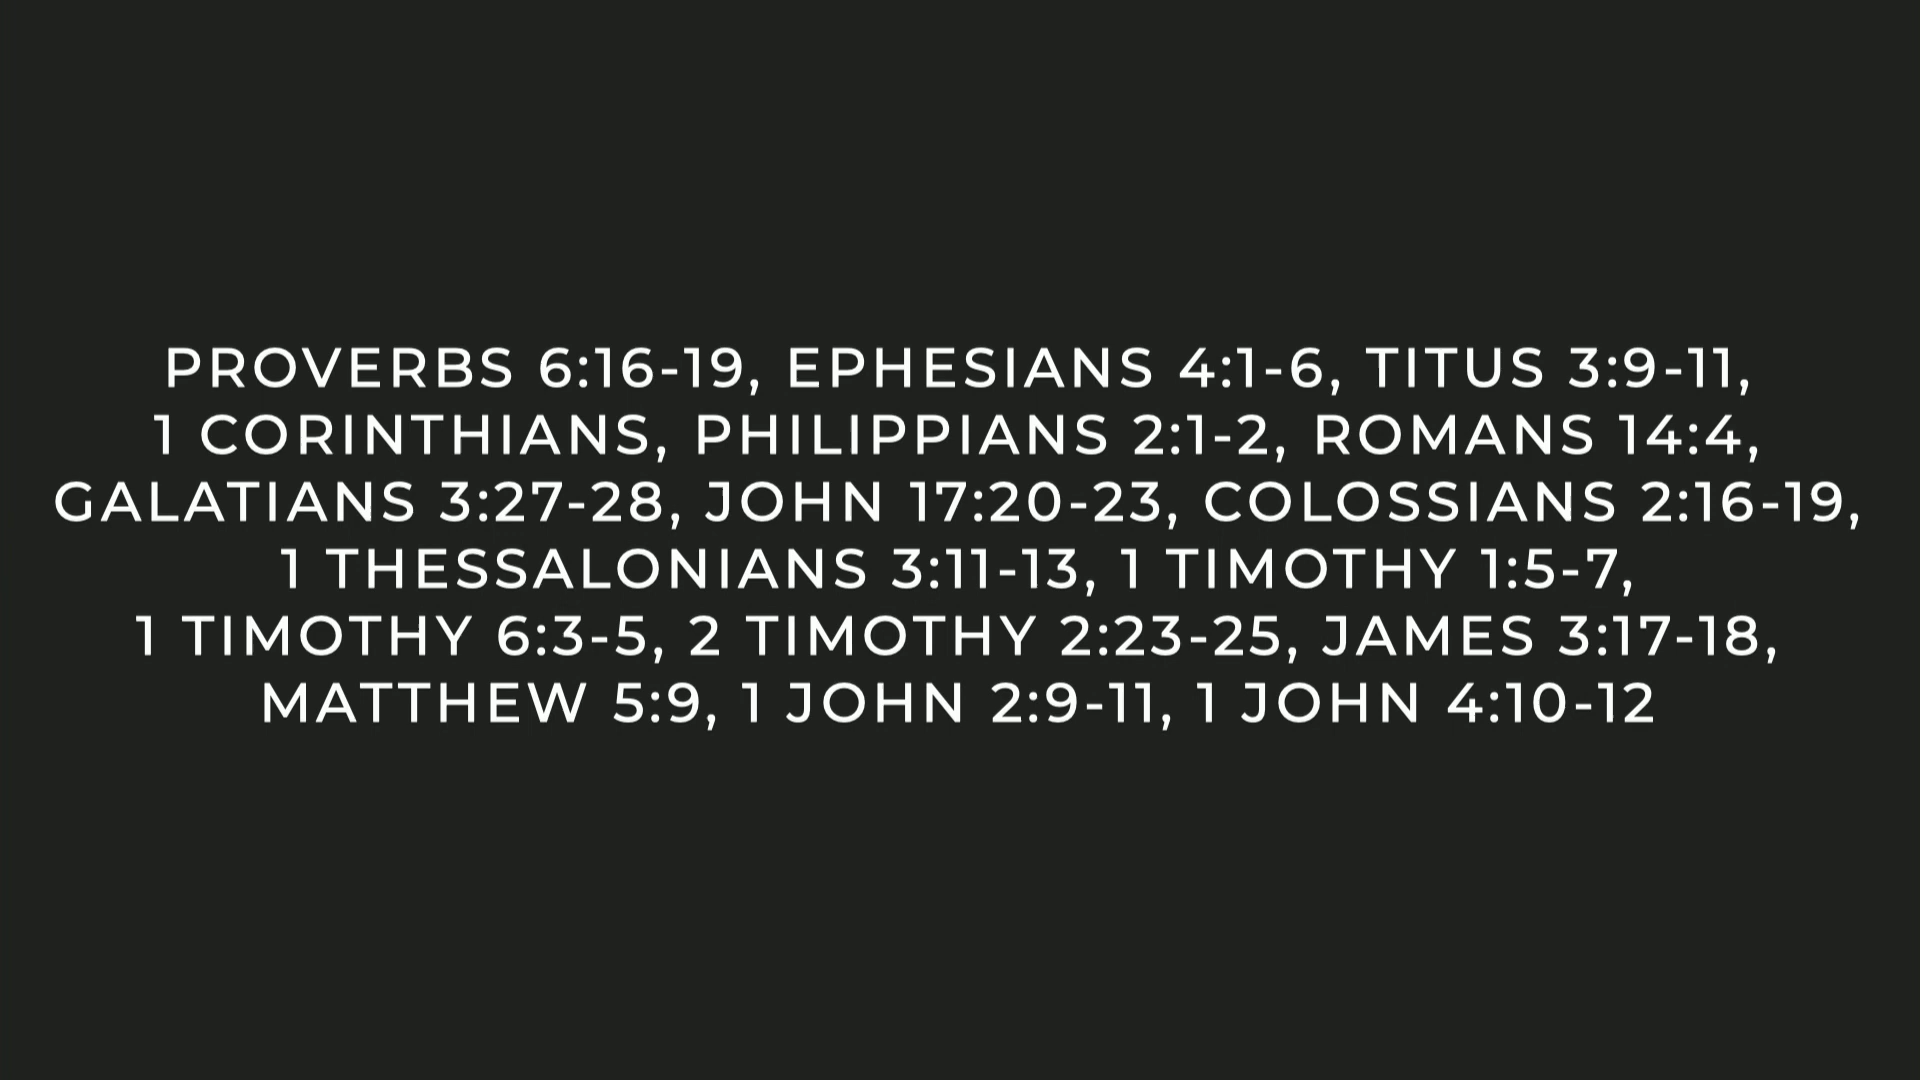 PROVERBS 6:16-19, EPHESIANS 4:1-6, TITUS 3:9-11,
1 CORINTHIANS, PHILIPPIANS 2:1-2, ROMANS 14:4,
GALATIANS 3:27-28, JOHN 17:20-23, COLOSSIANS 2:16-19,
1 THESSALONIANS 3:11-13, 1 TIMOTHY 1:5-7,
1 TIMOTHY 6:3-5, 2 TIMOTHY 2:23-25, JAMES 3:17-18,
MATTHEW 5:9, 1 JOHN 2:9-11, 1 JOHN 4:10-12